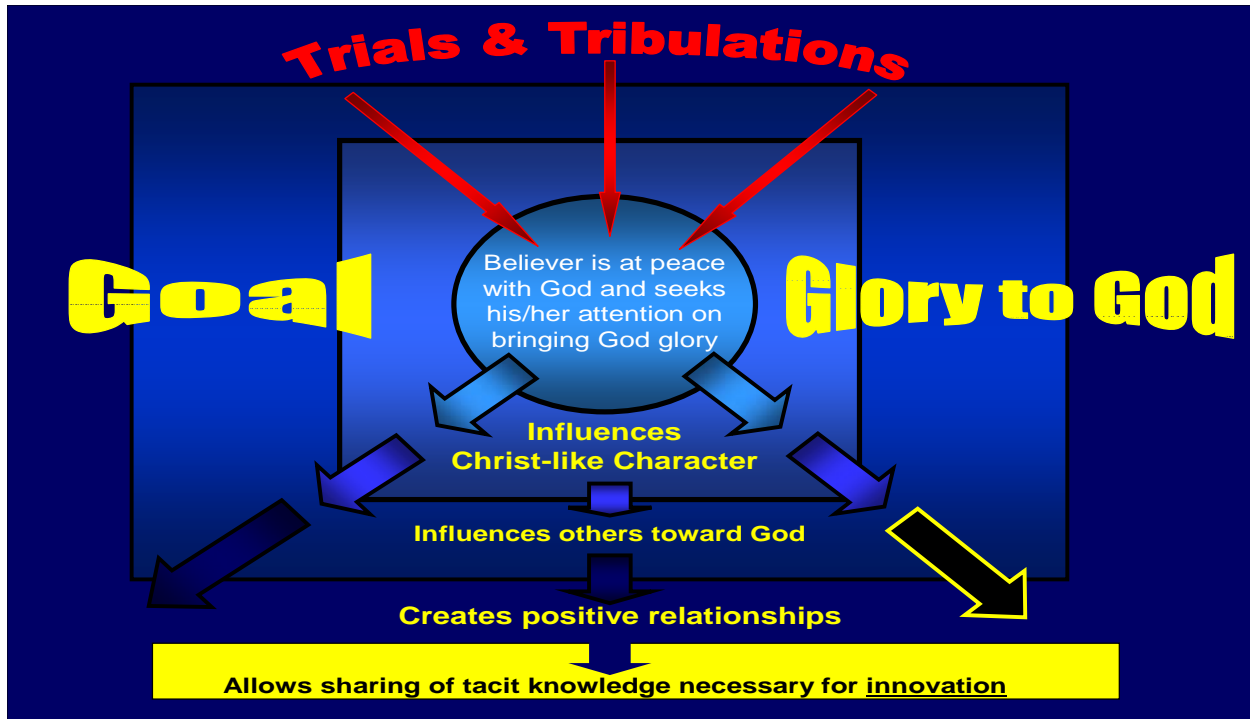 Trials & Tribulations
Believer is at peace
with God and seeks
his/her attention on
bringing God glory
Goal
Glory to God
Influences
Christ-like Character
Influences others toward God
Creates positive relationships
Allows sharing of tacit knowledge necessary for innovation